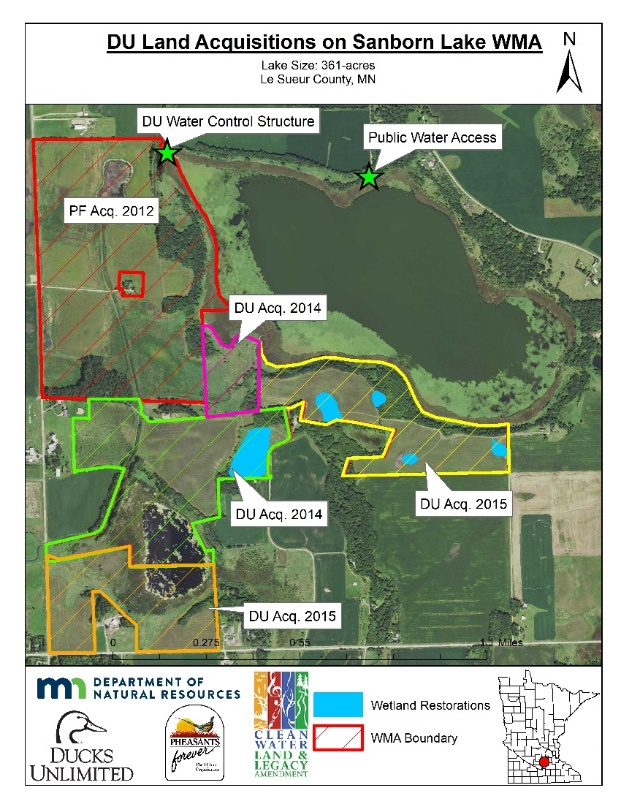 DU Land Acquisitions on Sanborn Lake WMA
N
Lake Size: 361-acres
Le Sueur County, MN
DU Water Control Structure
Public Water Access
PF Acq. 2012
DU Acq. 2014
DU Acq. 2015
DU Acq. 2014
DU Acq. 2015
0 0.275 0.55 1.1 Miles
mn DEPARTMENT OF
NATURAL RESOURCES
DUCKS
UNLIMITED
PHEASANTS
forever
CLEAN
WATER
LAND &
LEGACY
AMENDMENT
Wetland Restorations
WMA Boundary